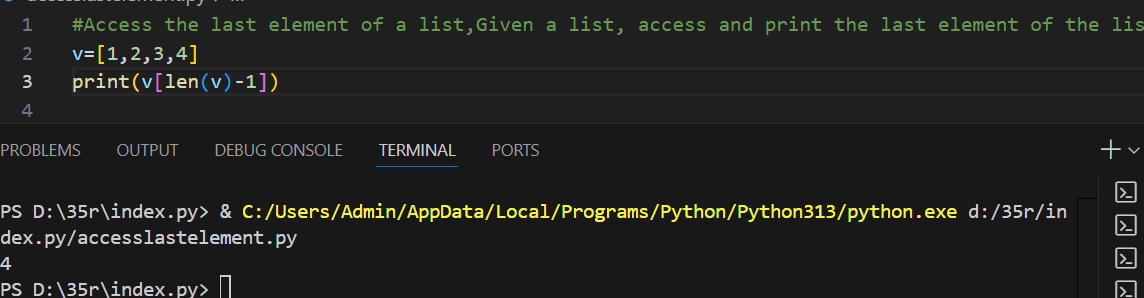 1 #Access the last element of a list,Given a list, access and print the last element of the lis
2 v=[1,2,3,4]
3 print(v[len(v)-1])
4
PROBLEMS OUTPUT DEBUG CONSOLE TERMINAL PORTS
PS D:\35r\index.py> & C:/Users/Admin/AppData/Local/Programs/Python/Python313/python.exe d:/35r/in
dex.py/accesslastelement.py
4
PS D:\35r\index.py>